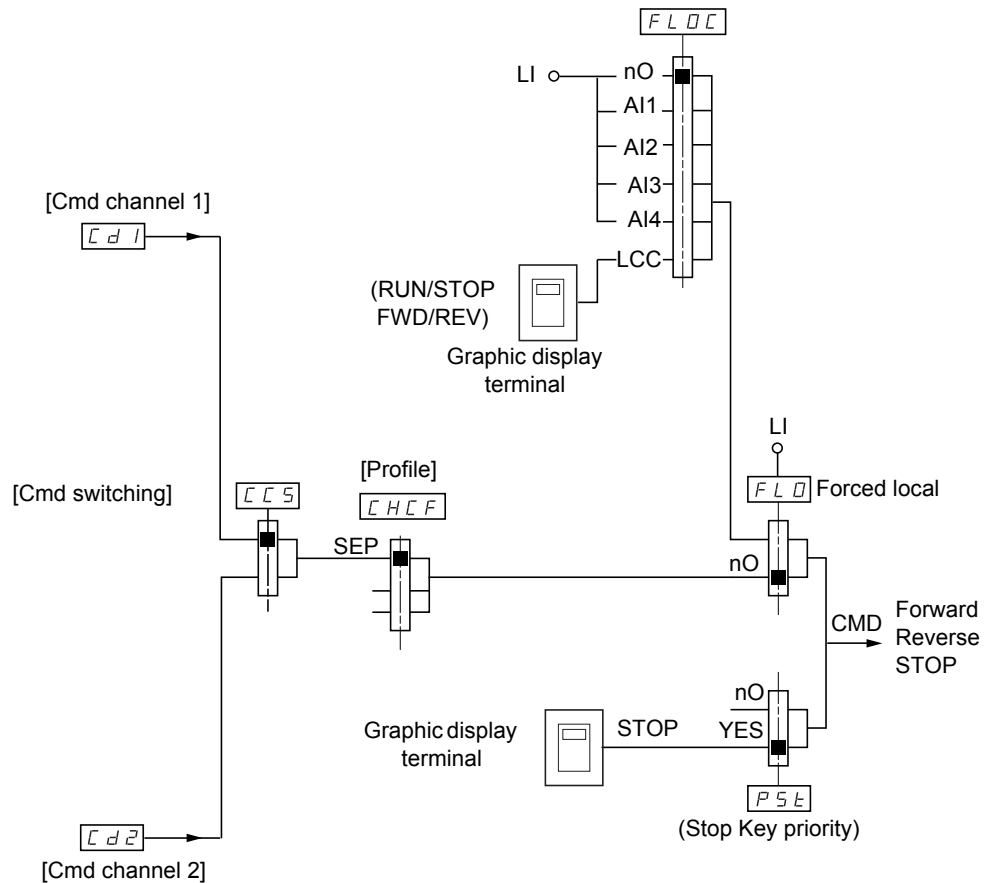 FLOC
LI
nO
AI1
AI2
AI3
AI4
LCC
[Cmd channel 1]
Cd1
(RUN/STOP
FWD/REV)
Graphic display
terminal
LI
[Cmd switching]
CCS
[Profile]
CHCF
SEP
FLO
Forced local
nO
CMD
Forward
Reverse
STOP
Graphic display
terminal
STOP
nO
YES
PSt
(Stop Key priority)
Cd2
[Cmd channel 2]